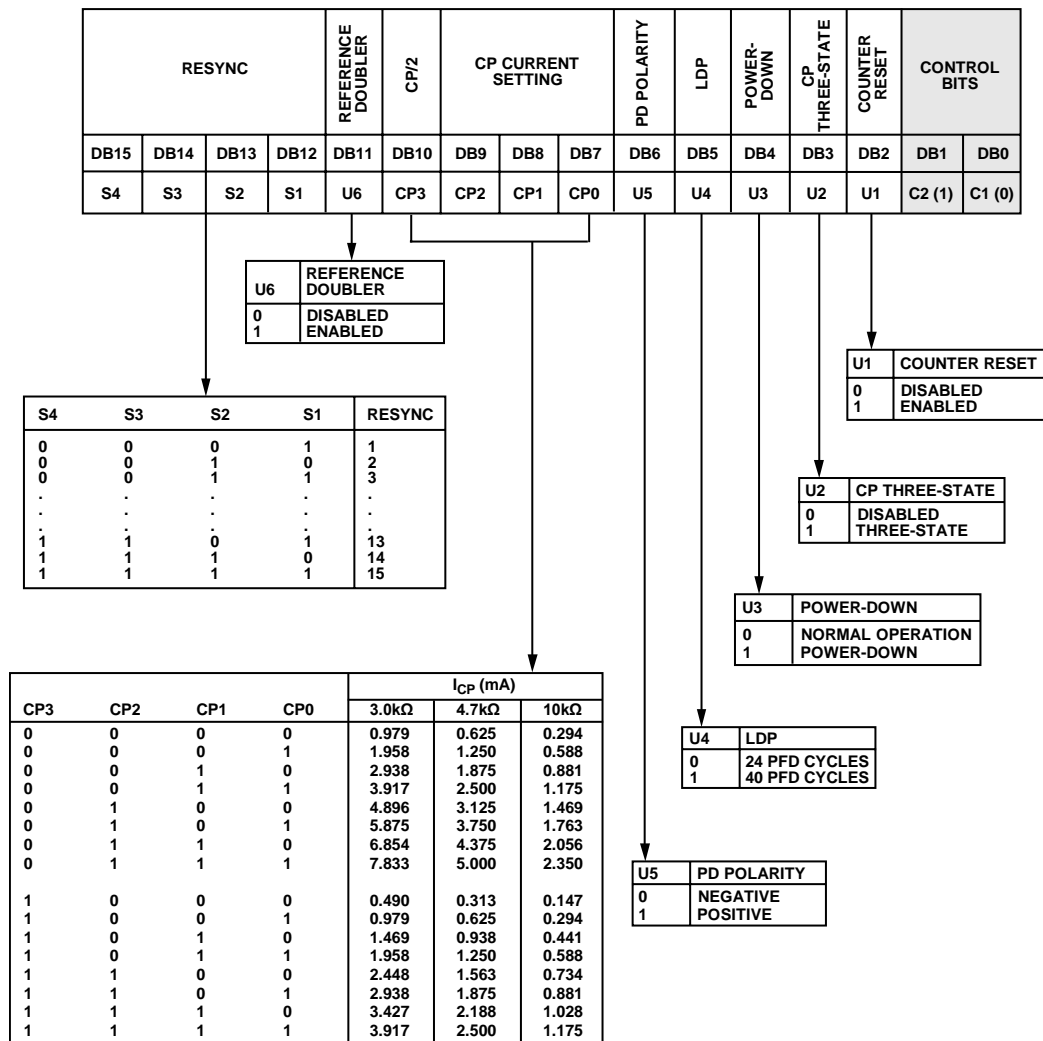 RESYNC REFERENCE DOUBLER CP/2 CP CURRENT SETTING PD POLARITY LDP POWER-DOWN CP THREE-STATE COUNTER RESET CONTROL BITS
DB15 DB14 DB13 DB12 DB11 DB10 DB9 DB8 DB7 DB6 DB5 DB4 DB3 DB2 DB1 DB0
S4 S3 S2 S1 U6 CP3 CP2 CP1 CP0 U5 U4 U3 U2 U1 C2 (1) C1 (0)
U6 REFERENCE DOUBLER
0 DISABLED
1 ENABLED
U1 COUNTER RESET
0 DISABLED
1 ENABLED
S4 S3 S2 S1 RESYNC
0 0 0 1 1
0 0 1 0 2
0 0 1 1 3
. . . . .
. . . . .
. . . . .
1 1 0 1 13
1 1 1 0 14
1 1 1 1 15
U2 CP THREE-STATE
0 DISABLED
1 THREE-STATE
U3 POWER-DOWN
0 NORMAL OPERATION
1 POWER-DOWN
ICP (mA)
CP3 CP2 CP1 CP0 3.0kΩ 4.7kΩ 10kΩ
0 0 0 0 0.979 0.625 0.294
0 0 0 1 1.958 1.250 0.588
0 0 1 0 2.938 1.875 0.881
0 0 1 1 3.917 2.500 1.175
0 1 0 0 4.896 3.125 1.469
0 1 0 1 5.875 3.750 1.763
0 1 1 0 6.854 4.375 2.056
0 1 1 1 7.833 5.000 2.350
1 0 0 0 0.490 0.313 0.147
1 0 0 1 0.979 0.625 0.294
1 0 1 0 1.469 0.938 0.441
1 0 1 1 1.958 1.250 0.588
1 1 0 0 2.448 1.563 0.734
1 1 0 1 2.938 1.875 0.881
1 1 1 0 3.427 2.188 1.028
1 1 1 1 3.917 2.500 1.175
U4 LDP
0 24 PFD CYCLES
1 40 PFD CYCLES
U5 PD POLARITY
0 NEGATIVE
1 POSITIVE